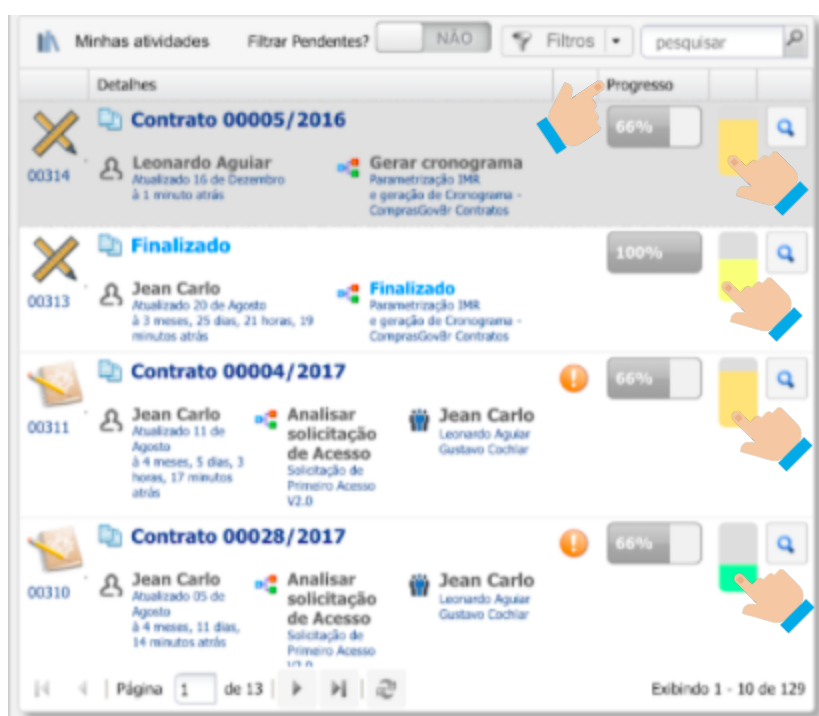 Minhas atividades Filtrar Pendentes? NÃO Filtros pesquisar
Detalhes Progresso
Contrato 00005/2016
66%
00314
Leonardo Aguiar
Atualizado 16 de Dezembro
à 1 minuto atrás
Gerar cronograma
Parametrização IMR
e geração de Cronograma -
ComprasGovBr Contratos
Finalizado
100%
00313
Jean Carlo
Atualizado 20 de Agosto
à 3 meses, 25 dias, 21 horas, 19
minutos atrás
Finalizado
Parametrização IMR
e geração de Cronograma -
ComprasGovBr Contratos
Contrato 00004/2017
66%
00311
Jean Carlo
Atualizado 11 de
Agosto
à 4 meses, 5 dias, 3
horas, 17 minutos
atrás
Analisar
solicitação
de Acesso
Solicitação de
Primeiro Acesso
V2.0
Jean Carlo
Leonardo Aguiar
Gustavo Cochlar
Contrato 00028/2017
66%
00310
Jean Carlo
Atualizado 05 de
Agosto
à 4 meses, 11 dias,
14 minutos atrás
Analisar
solicitação
de Acesso
Solicitação de
Primeiro Acesso
V2.0
Jean Carlo
Leonardo Aguiar
Gustavo Cochlar
Página 1 de 13 Exibindo 1 - 10 de 129